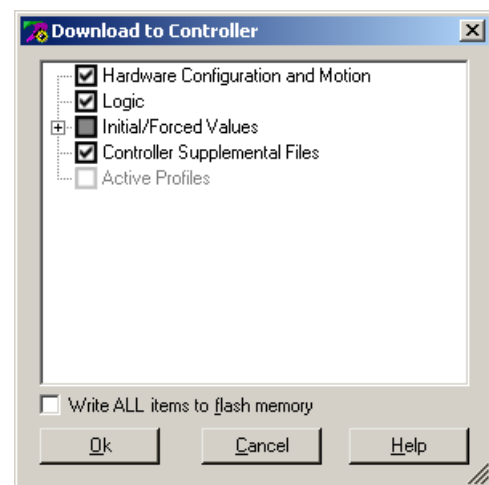 Download to Controller
Hardware Configuration and Motion
Logic
Initial/Forced Values
Controller Supplemental Files
Active Profiles
Write ALL items to flash memory
Ok Cancel Help